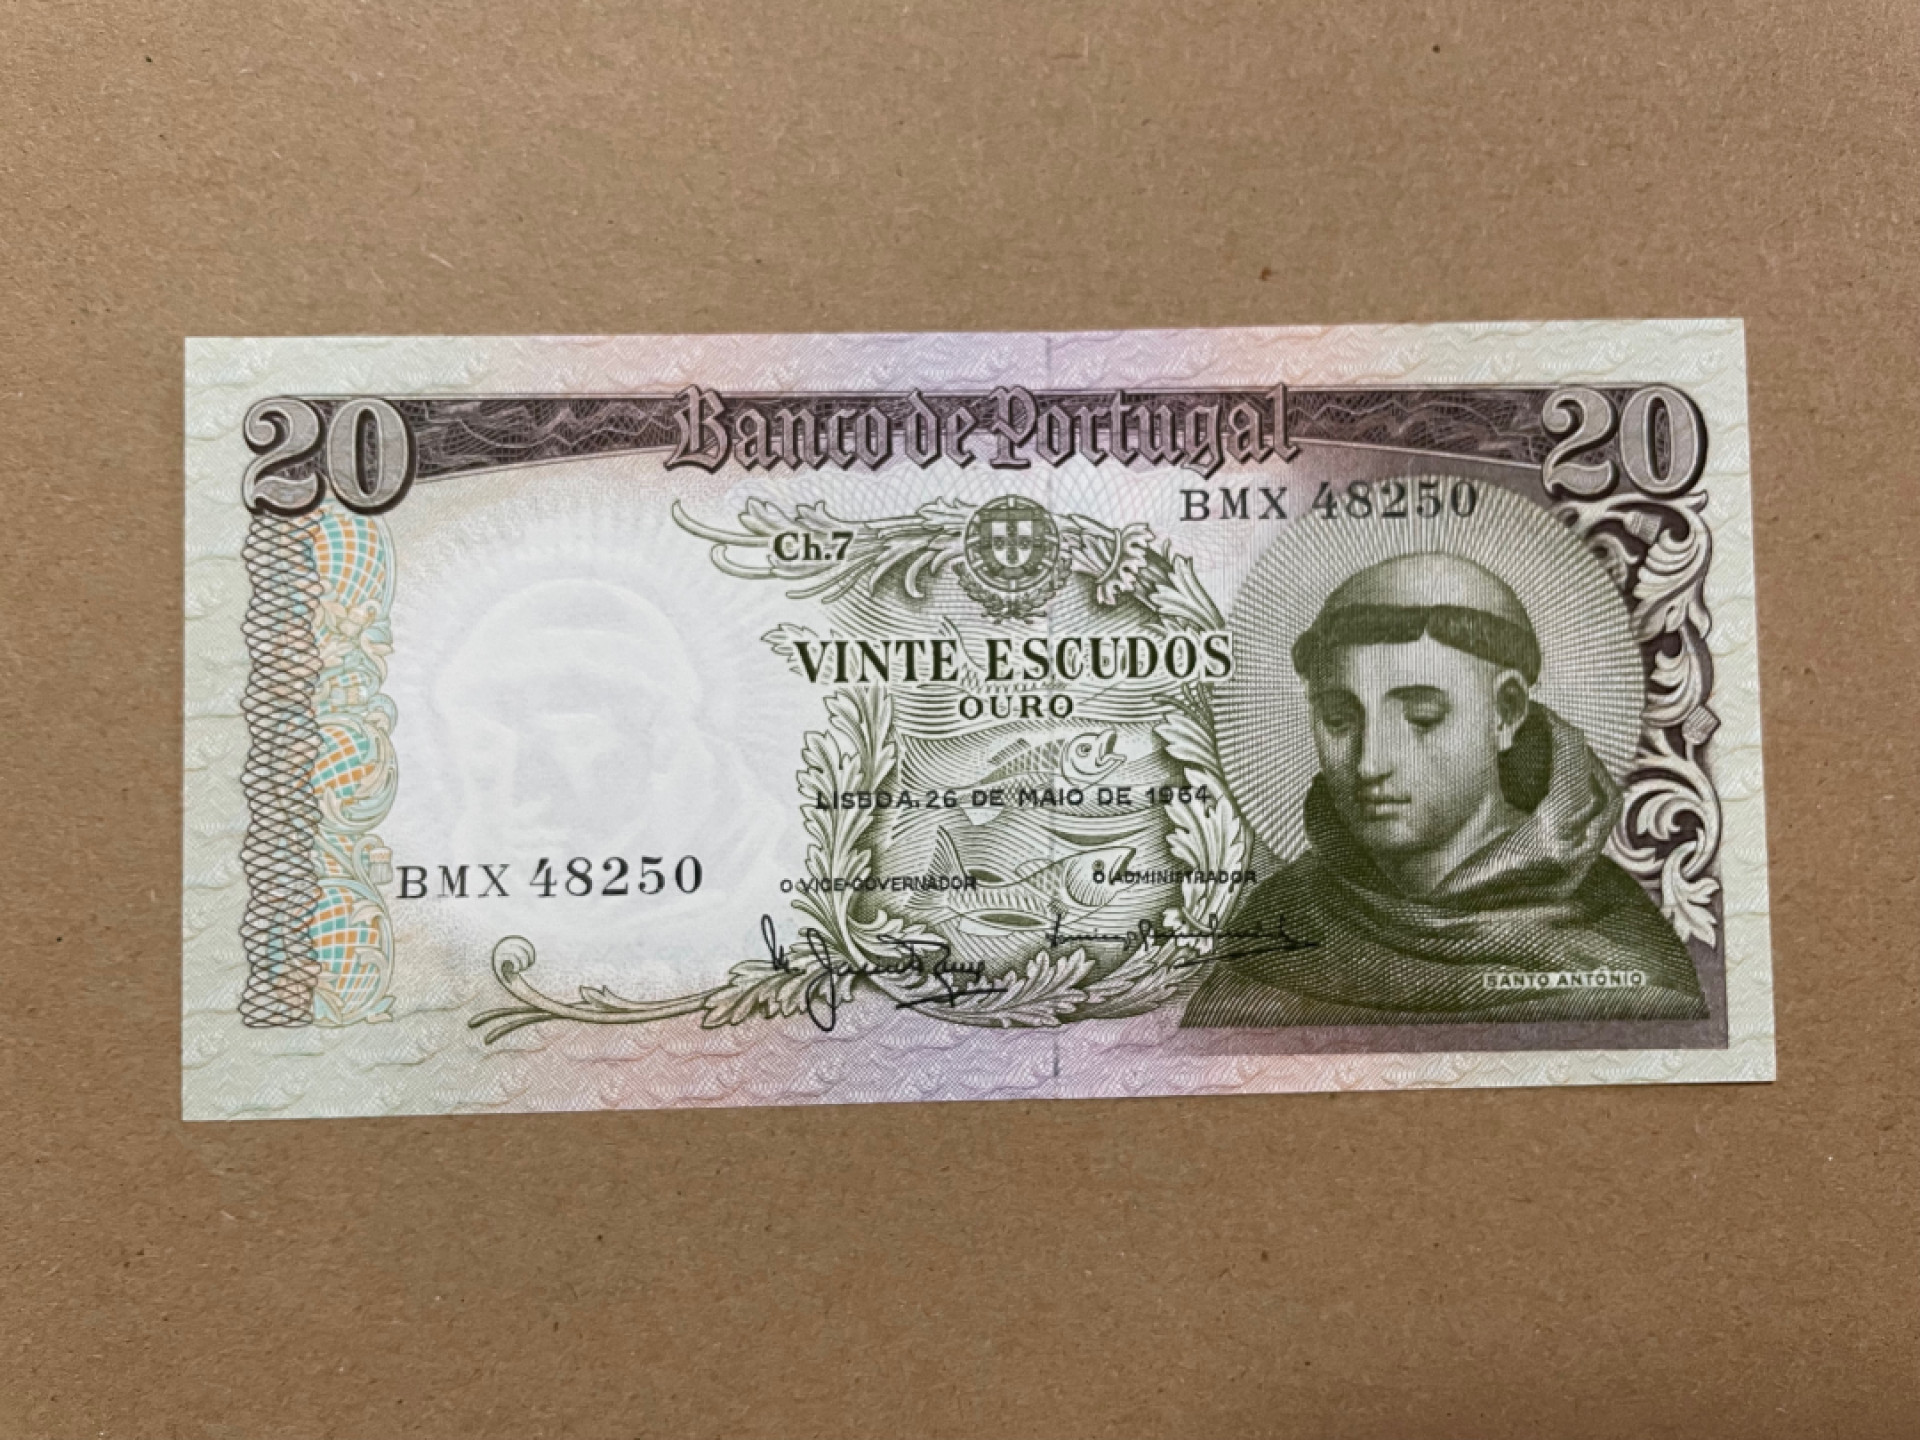 20 Banco de Portugal 20
BMX 48250
Ch.7
VINTE ESCUDOS
OURO
LISBOA, 26 DE MAIO DE 1964
BMX 48250
O VICE-GOVERNADOR
O ADMINISTRADOR
SANTO ANTÓNIO